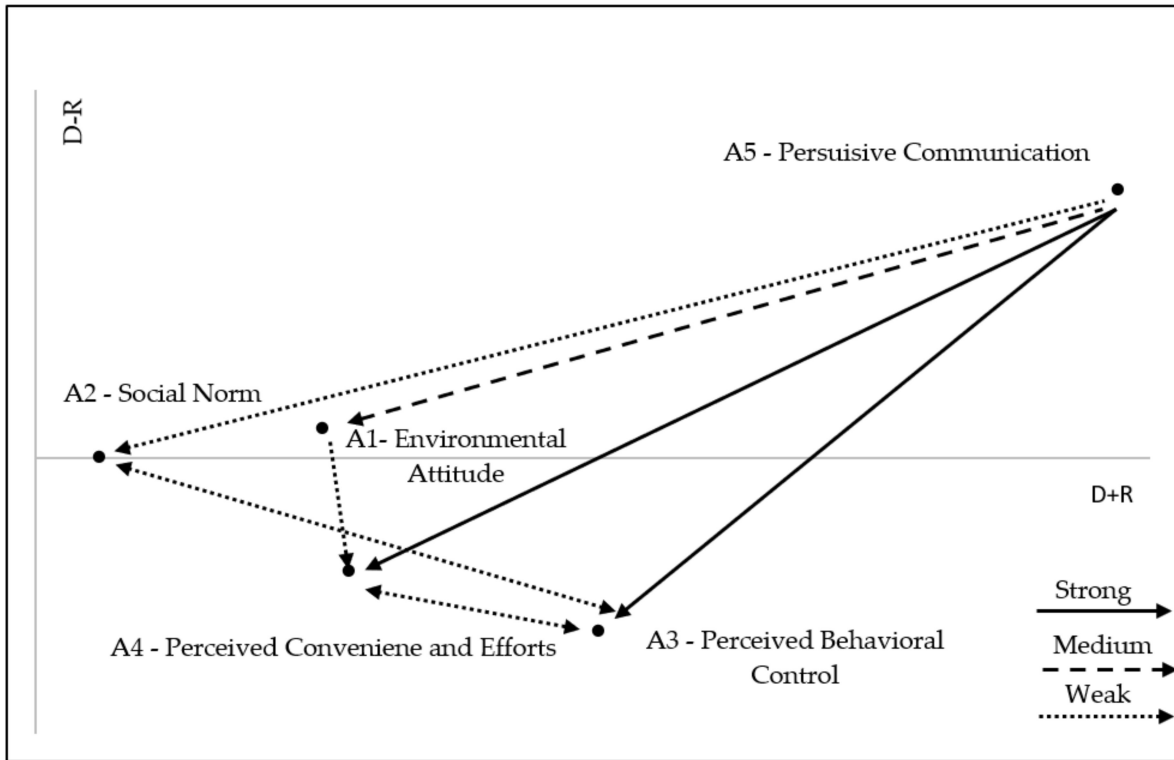 D-R
A5 - Persuisive Communication
A2 - Social Norm
A1- Environmental
Attitude
D+R
A4 - Perceived Conveniene and Efforts
A3 - Perceived Behavioral
Control
Strong
Medium
Weak